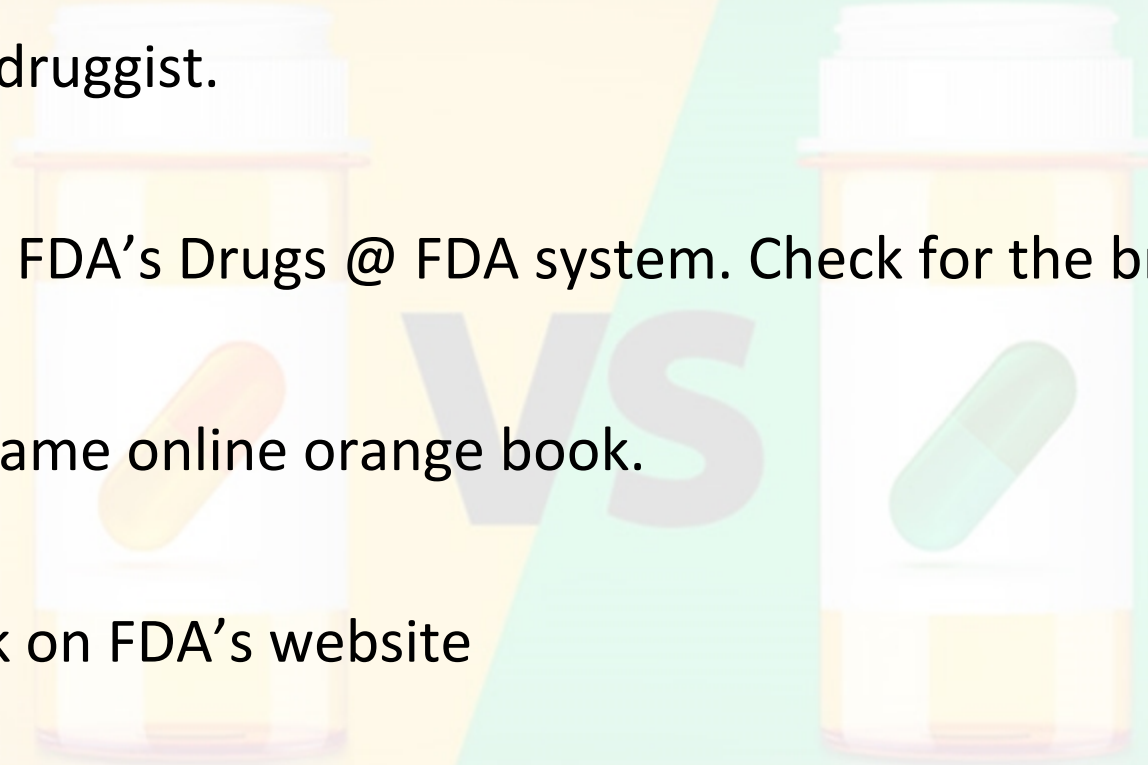 druggist.
FDA’s Drugs @ FDA system. Check for the
ame online orange book.
on FDA’s website
VS